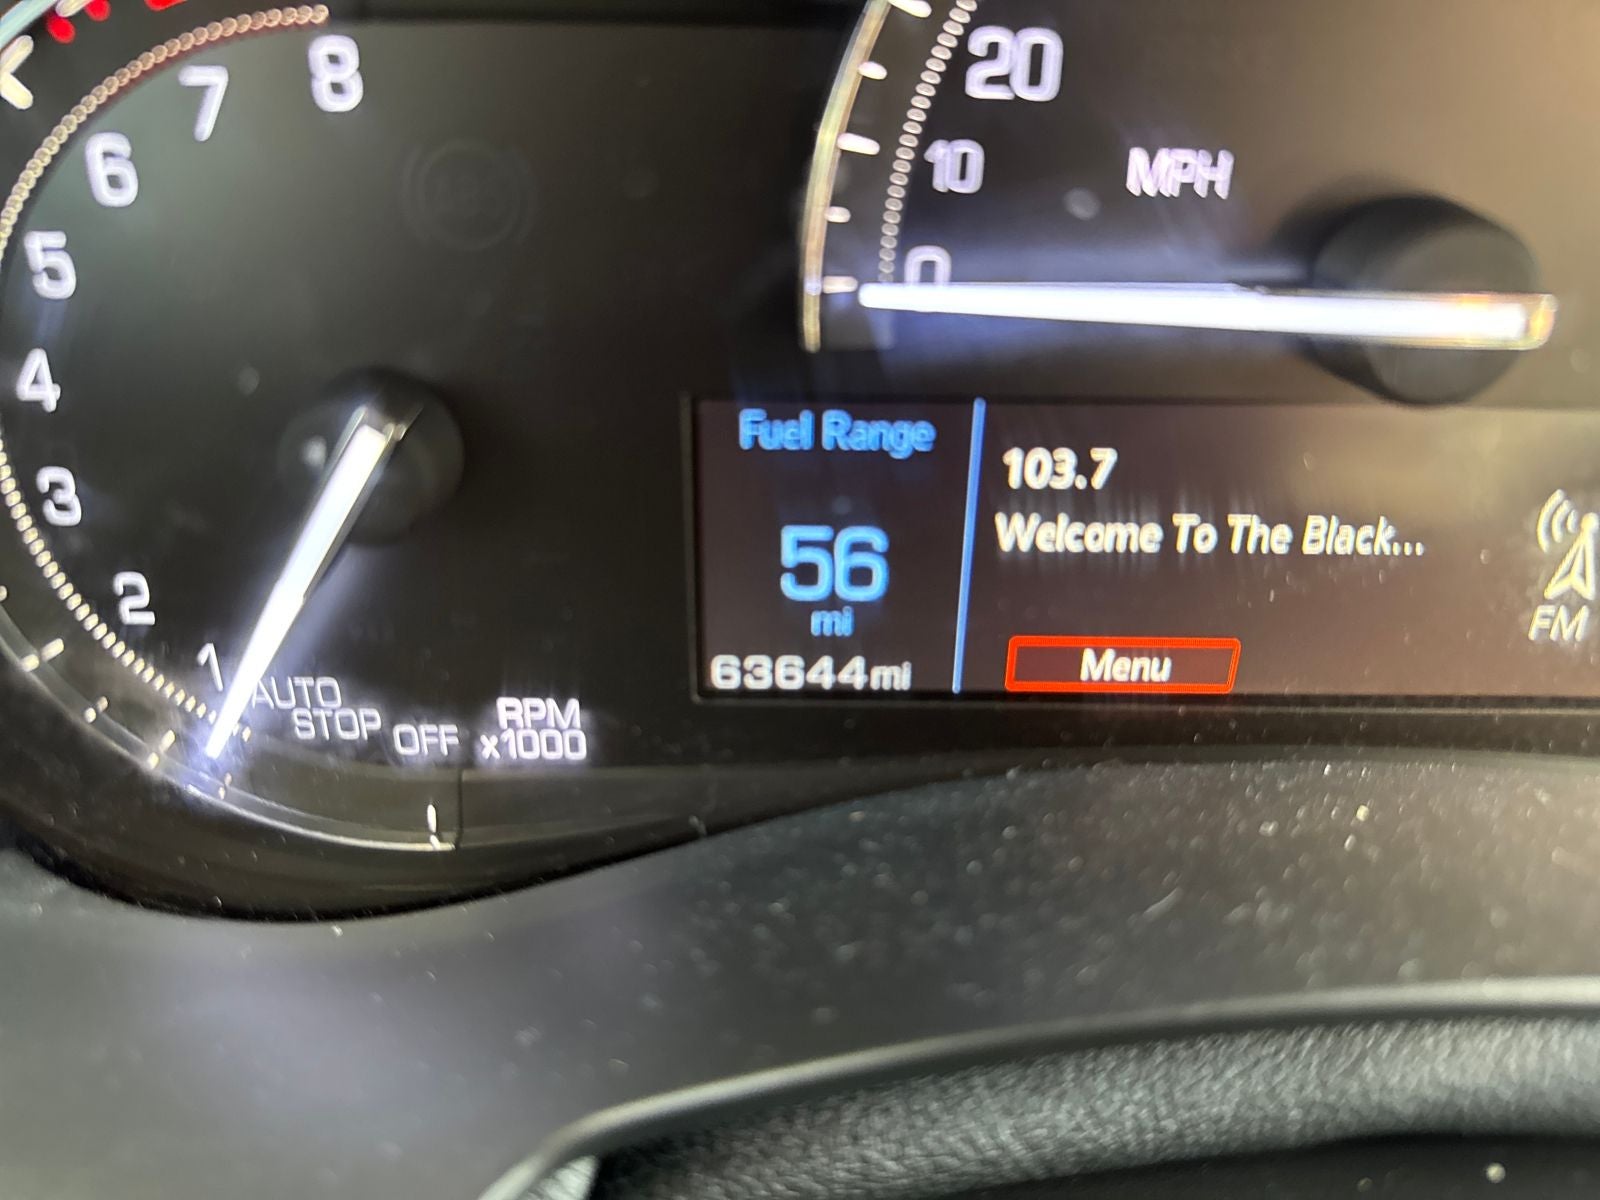 8
7
6
5
4
3
2
1
AUTO
STOP OFF
RPM
x1000
20
10
0
MPH
Fuel Range
56
mi
63644mi
103.7
Welcome To The Black...
FM
Menu